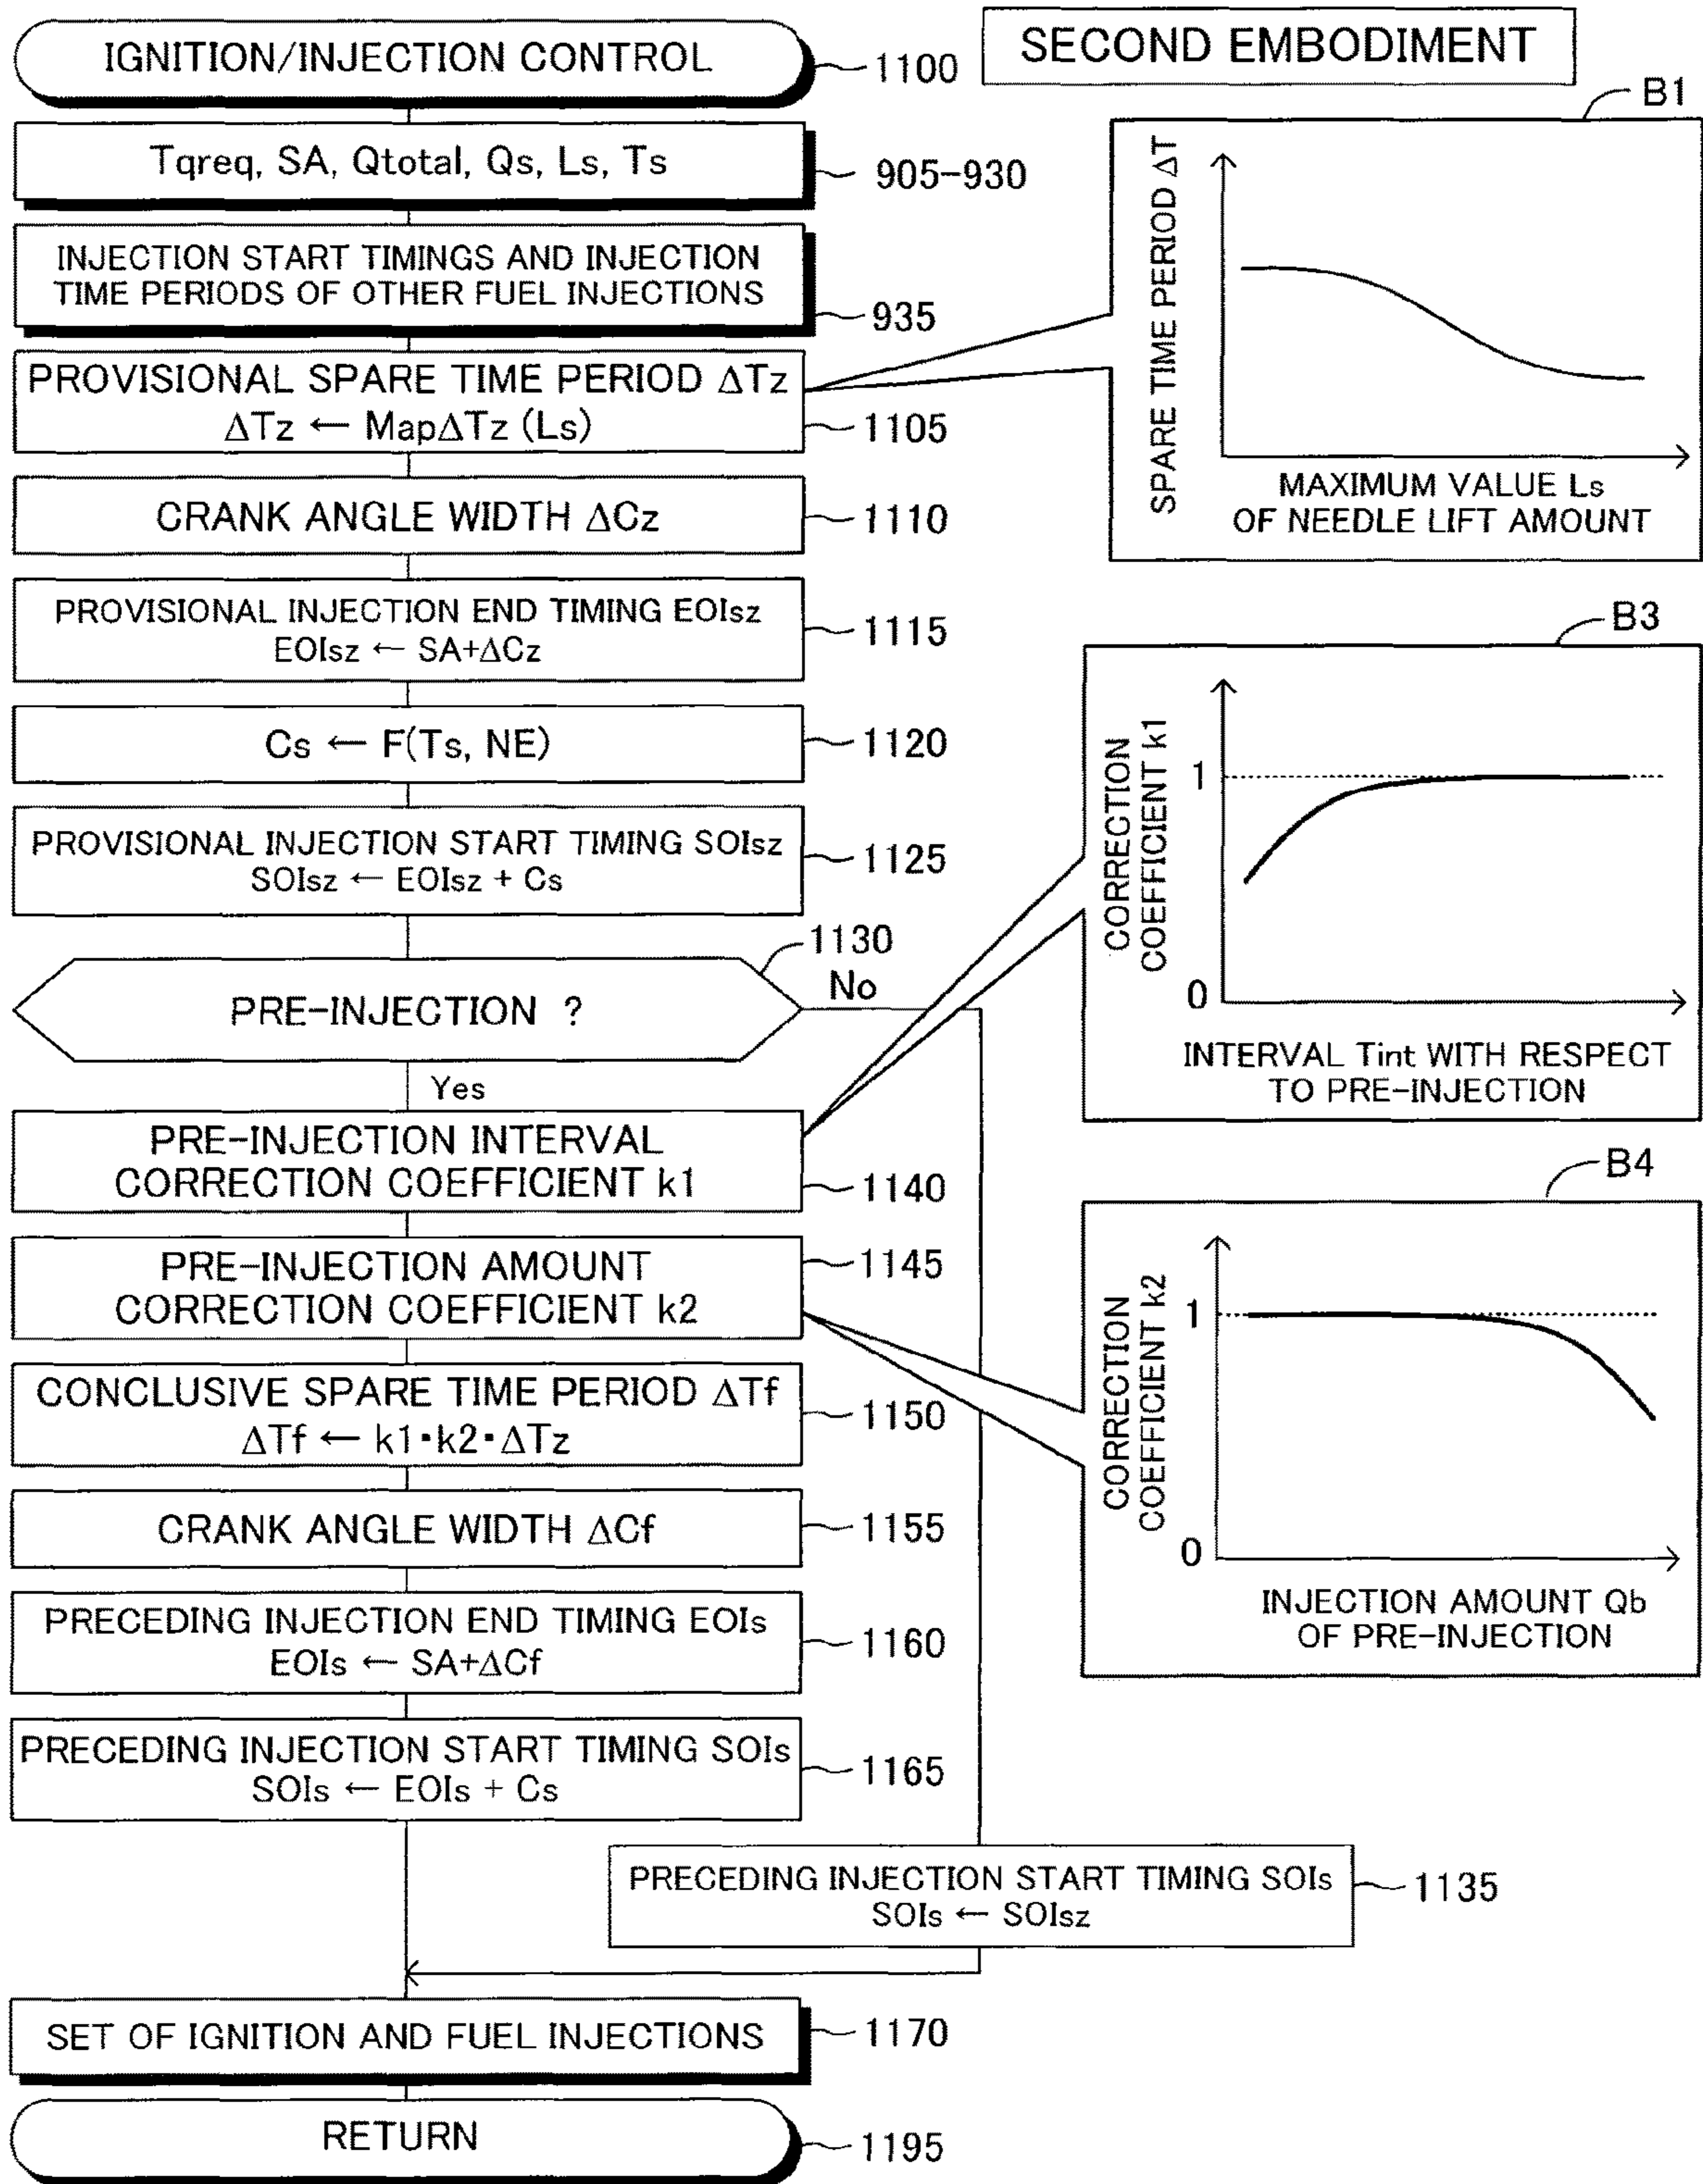 IGNITION/INJECTION CONTROL
1100
SECOND EMBODIMENT
Tqreq, SA, Qtotal, Qs, Ls, Ts
905-930
INJECTION START TIMINGS AND INJECTION
TIME PERIODS OF OTHER FUEL INJECTIONS
935
PROVISIONAL SPARE TIME PERIOD ΔTz
ΔTz ← MapΔTz (Ls)
1105
B1
SPARE TIME PERIOD ΔT
MAXIMUM VALUE Ls
OF NEEDLE LIFT AMOUNT
CRANK ANGLE WIDTH ΔCz
1110
PROVISIONAL INJECTION END TIMING EOIsz
EOIsz ← SA+ΔCz
1115
Cs ← F(Ts, NE)
1120
PROVISIONAL INJECTION START TIMING SOIsz
SOIsz ← EOIsz + Cs
1125
B3
CORRECTION
COEFFICIENT k1
1
0
INTERVAL Tint WITH RESPECT
TO PRE-INJECTION
1130
PRE-INJECTION ?
No
Yes
PRE-INJECTION INTERVAL
CORRECTION COEFFICIENT k1
1140
PRE-INJECTION AMOUNT
CORRECTION COEFFICIENT k2
1145
B4
CORRECTION
COEFFICIENT k2
1
0
INJECTION AMOUNT Qb
OF PRE-INJECTION
CONCLUSIVE SPARE TIME PERIOD ΔTf
ΔTf ← k1・k2・ΔTz
1150
CRANK ANGLE WIDTH ΔCf
1155
PRECEDING INJECTION END TIMING EOIs
EOIs ← SA+ΔCf
1160
PRECEDING INJECTION START TIMING SOIs
SOIs ← EOIs + Cs
1165
PRECEDING INJECTION START TIMING SOIs
SOIs ← SOIsz
1135
SET OF IGNITION AND FUEL INJECTIONS
1170
RETURN
1195